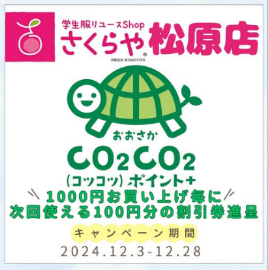 学生服リユースShop
さくらや松原店
おおさか
CO2CO2
(コツコツ)ポイント+
1000円お買い上げ毎に
次回使える100円分の割引券進呈
キャンペーン期間
2024.12.3-12.28